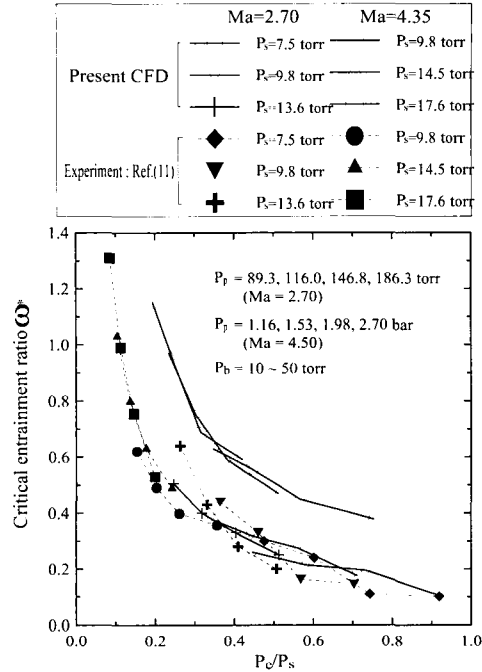 Ma=2.70 Ma=4.35
Present CFD
Ps=7.5 torr Ps=9.8 torr
Ps=9.8 torr Ps=14.5 torr
Ps=13.6 torr Ps=17.6 torr
Experiment : Ref.(11)
Ps=7.5 torr Ps=9.8 torr
Ps=9.8 torr Ps=14.5 torr
Ps=13.6 torr Ps=17.6 torr
Critical entrainment ratio ω*
1.4
1.2
1.0
0.8
0.6
0.4
0.2
0
Pp = 89.3, 116.0, 146.8, 186.3 torr
(Ma = 2.70)
Pp = 1.16, 1.53, 1.98, 2.70 bar
(Ma = 4.50)
Pb = 10 ~ 50 torr
0.0 0.2 0.4 0.6 0.8 1.0
Pc/Ps